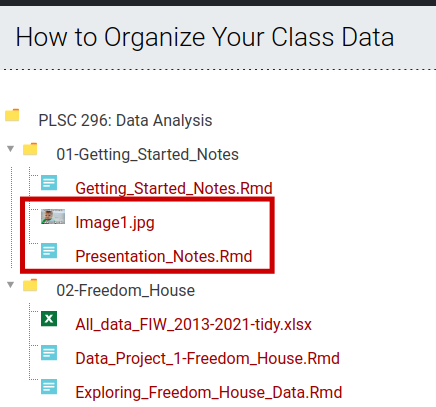 How to Organize Your Class Data
PLSC 296: Data Analysis
01-Getting_Started_Notes
Getting_Started_Notes.Rmd
Image1.jpg
Presentation_Notes.Rmd
02-Freedom_House
All_data_FIW_2013-2021-tidy.xlsx
Data_Project_1-Freedom_House.Rmd
Exploring_Freedom_House_Data.Rmd